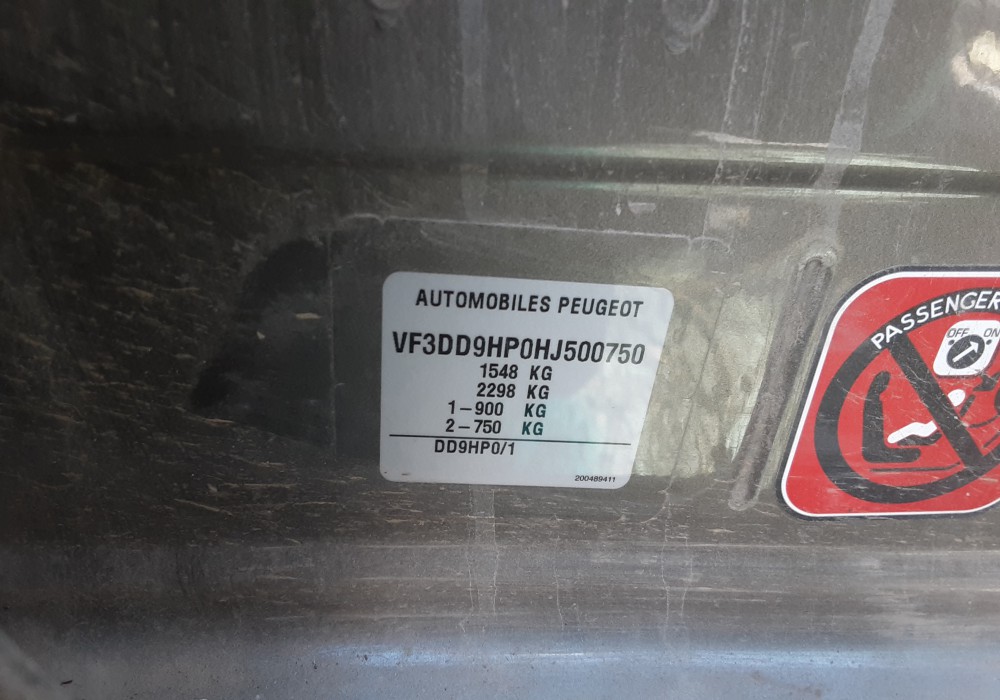 AUTOMOBILES PEUGEOT
VF3DD9HP0HJ500750
1548 KG
2298 KG
1-900 KG
2-750 KG
DD9HP0/1
200489411
PASSENGER
OFF ON